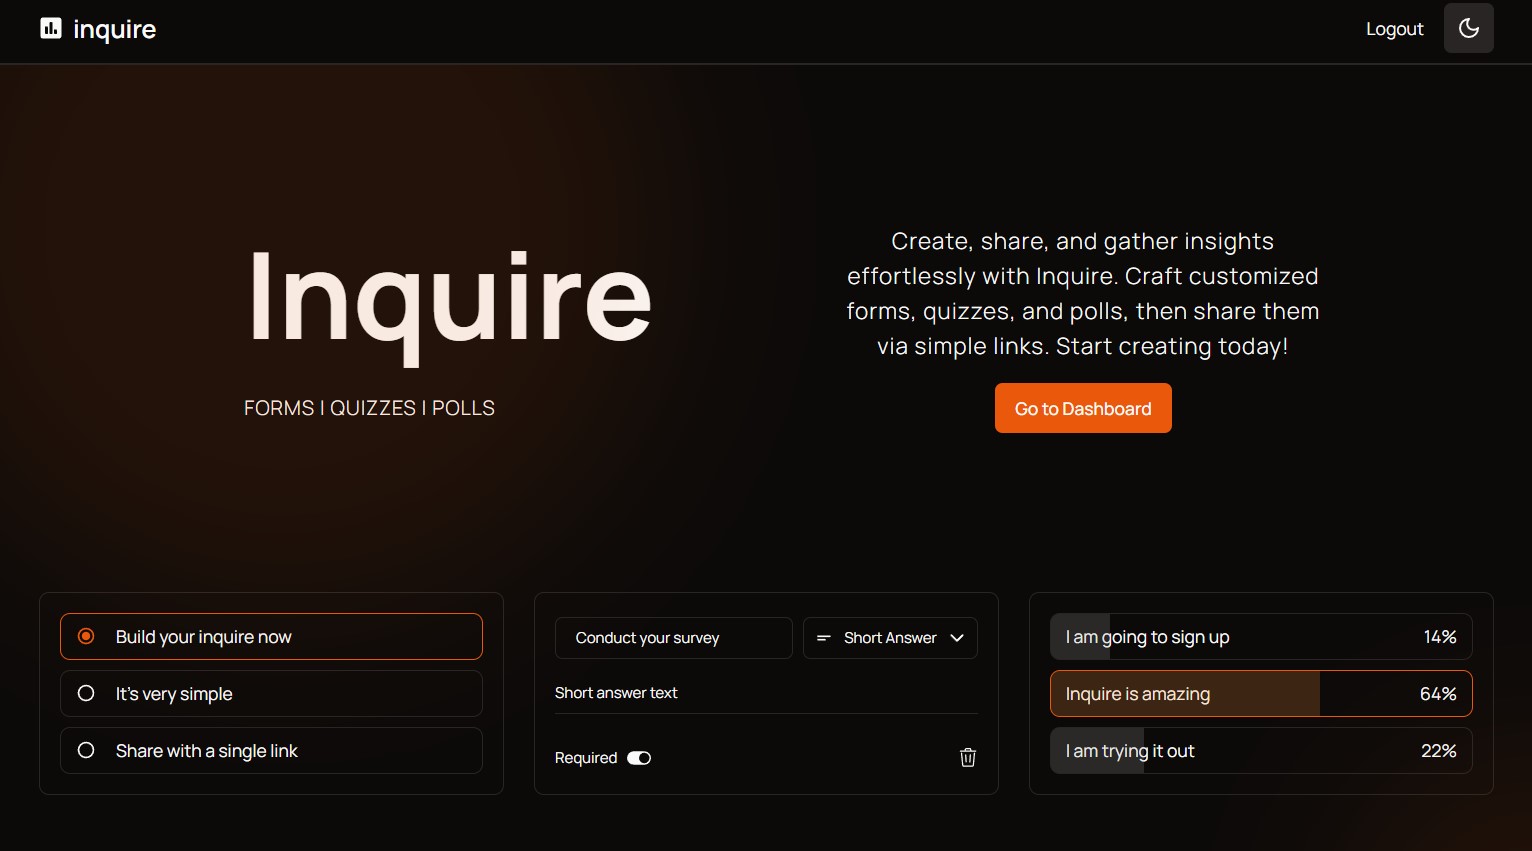 inquire
Logout
Inquire
FORMS | QUIZZES | POLLS
Create, share, and gather insights
effortlessly with Inquire. Craft customized
forms, quizzes, and polls, then share them
via simple links. Start creating today!
Go to Dashboard
Build your inquire now
It's very simple
Share with a single link
Conduct your survey
Short Answer
Short answer text
Required
I am going to sign up 14%
Inquire is amazing 64%
I am trying it out 22%